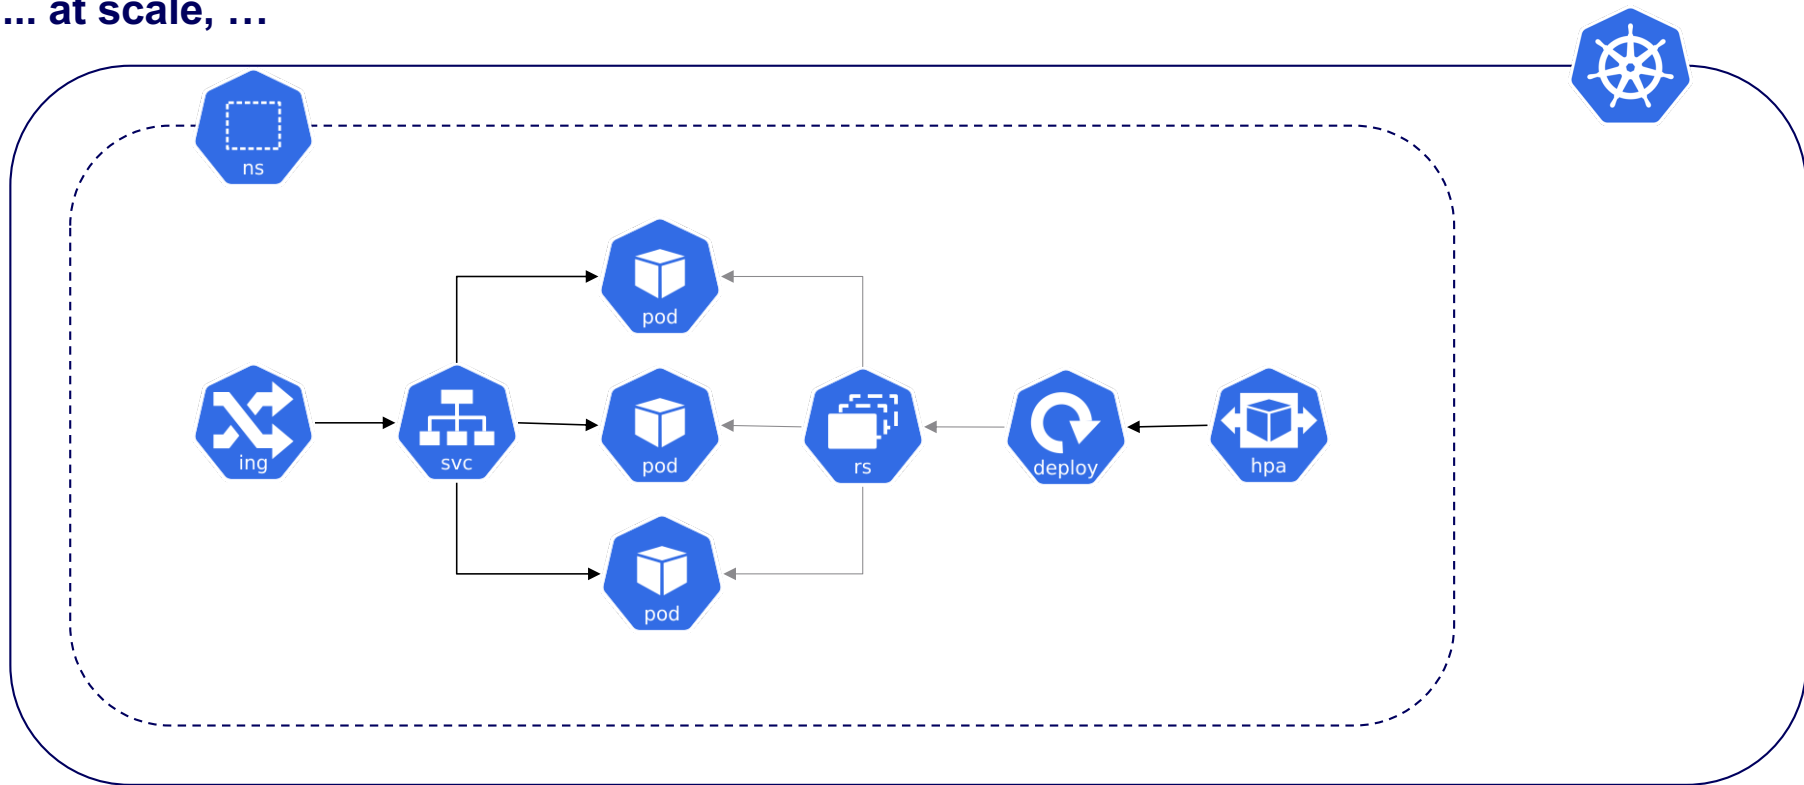 ... at scale, …
ns
pod
ing
svc
pod
rs
deploy
hpa
pod